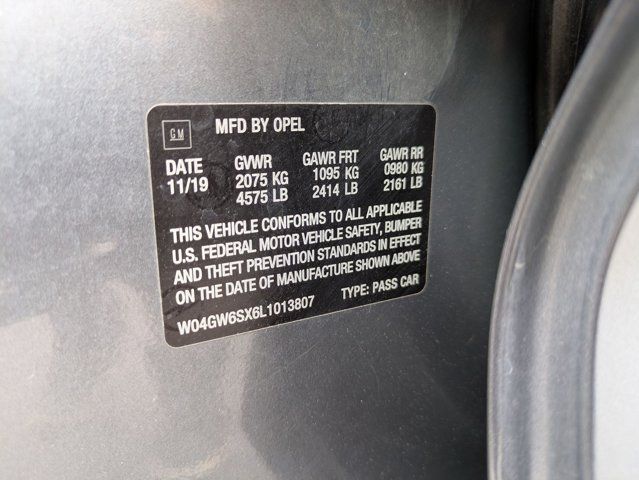 GM MFD BY OPEL
DATE GVWR GAWR FRT GAWR RR
11/19 2075 KG 1095 KG 0980 KG
4575 LB 2414 LB 2161 LB
THIS VEHICLE CONFORMS TO ALL APPLICABLE
U.S. FEDERAL MOTOR VEHICLE SAFETY, BUMPER
AND THEFT PREVENTION STANDARDS IN EFFECT
ON THE DATE OF MANUFACTURE SHOWN ABOVE
W04GW6SX6L1013807 TYPE: PASS CAR